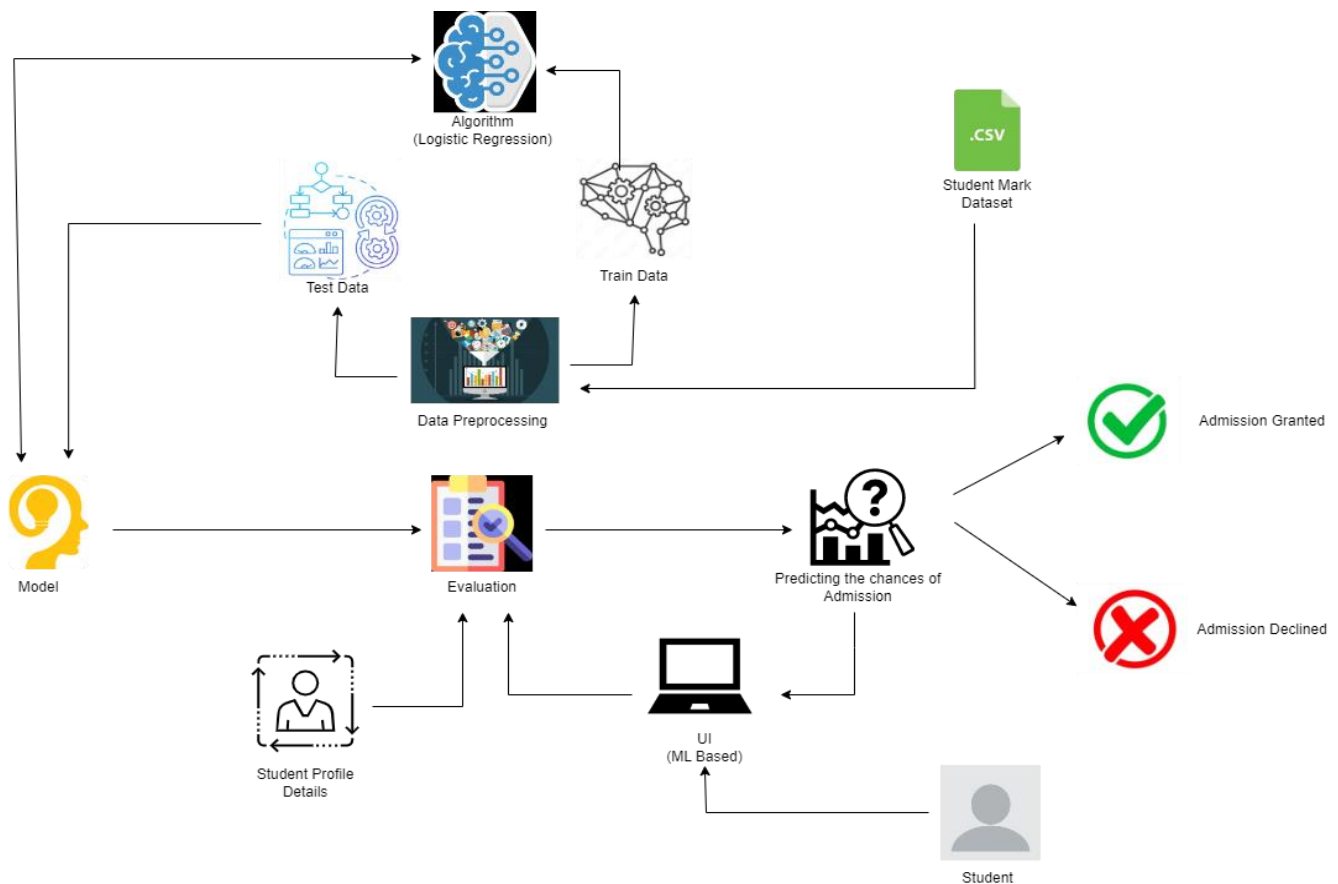 Algorithm
(Logistic Regression)
.CSV
Student Mark
Dataset
Test Data
Train Data
Data Preprocessing
Admission Granted
Model
Evaluation
Predicting the chances of
Admission
Admission Declined
Student Profile
Details
UI
(ML Based)
Student